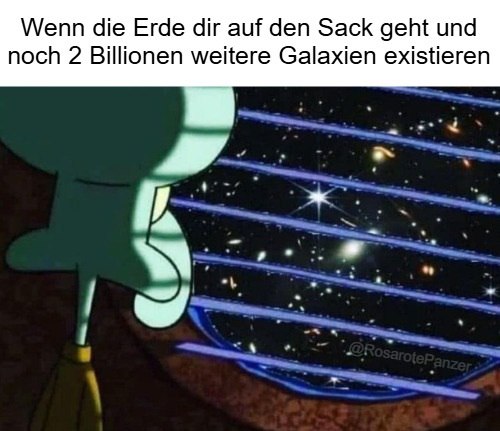 Wenn die Erde dir auf den Sack geht und
noch 2 Billionen weitere Galaxien existieren
@RosarotePanzer